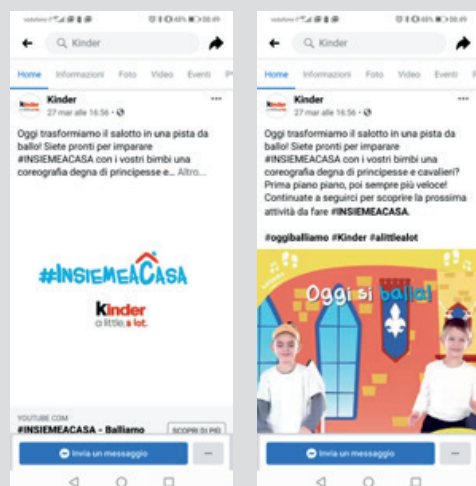 Kinder
Home Informazioni Foto Video Eventi
Kinder
27 mar alle 16:56
Oggi trasformiamo il salotto in una pista da
ballo! Siete pronti per imparare
#INSIEMEACASA con i vostri bimbi una
coreografia degna di principesse e... Altro...
#INSIEMEACASA
Kinder
a little, a lot.
YOUTUBE.COM
#INSIEMEACASA - Balliamo
SCOPRI DI PIÙ
Invia un messaggio
Kinder
Home Informazioni Foto Video Eventi
Kinder
27 mar alle 16:56
Oggi trasformiamo il salotto in una pista da
ballo! Siete pronti per imparare
#INSIEMEACASA con i vostri bimbi una
coreografia degna di principesse e cavalieri?
Prima piano piano, poi sempre più veloce!
Continuate a seguirci per scoprire la prossima
attività da fare #INSIEMEACASA.
#oggiballiamo #Kinder #alittlealot
Oggi si balla!
Invia un messaggio